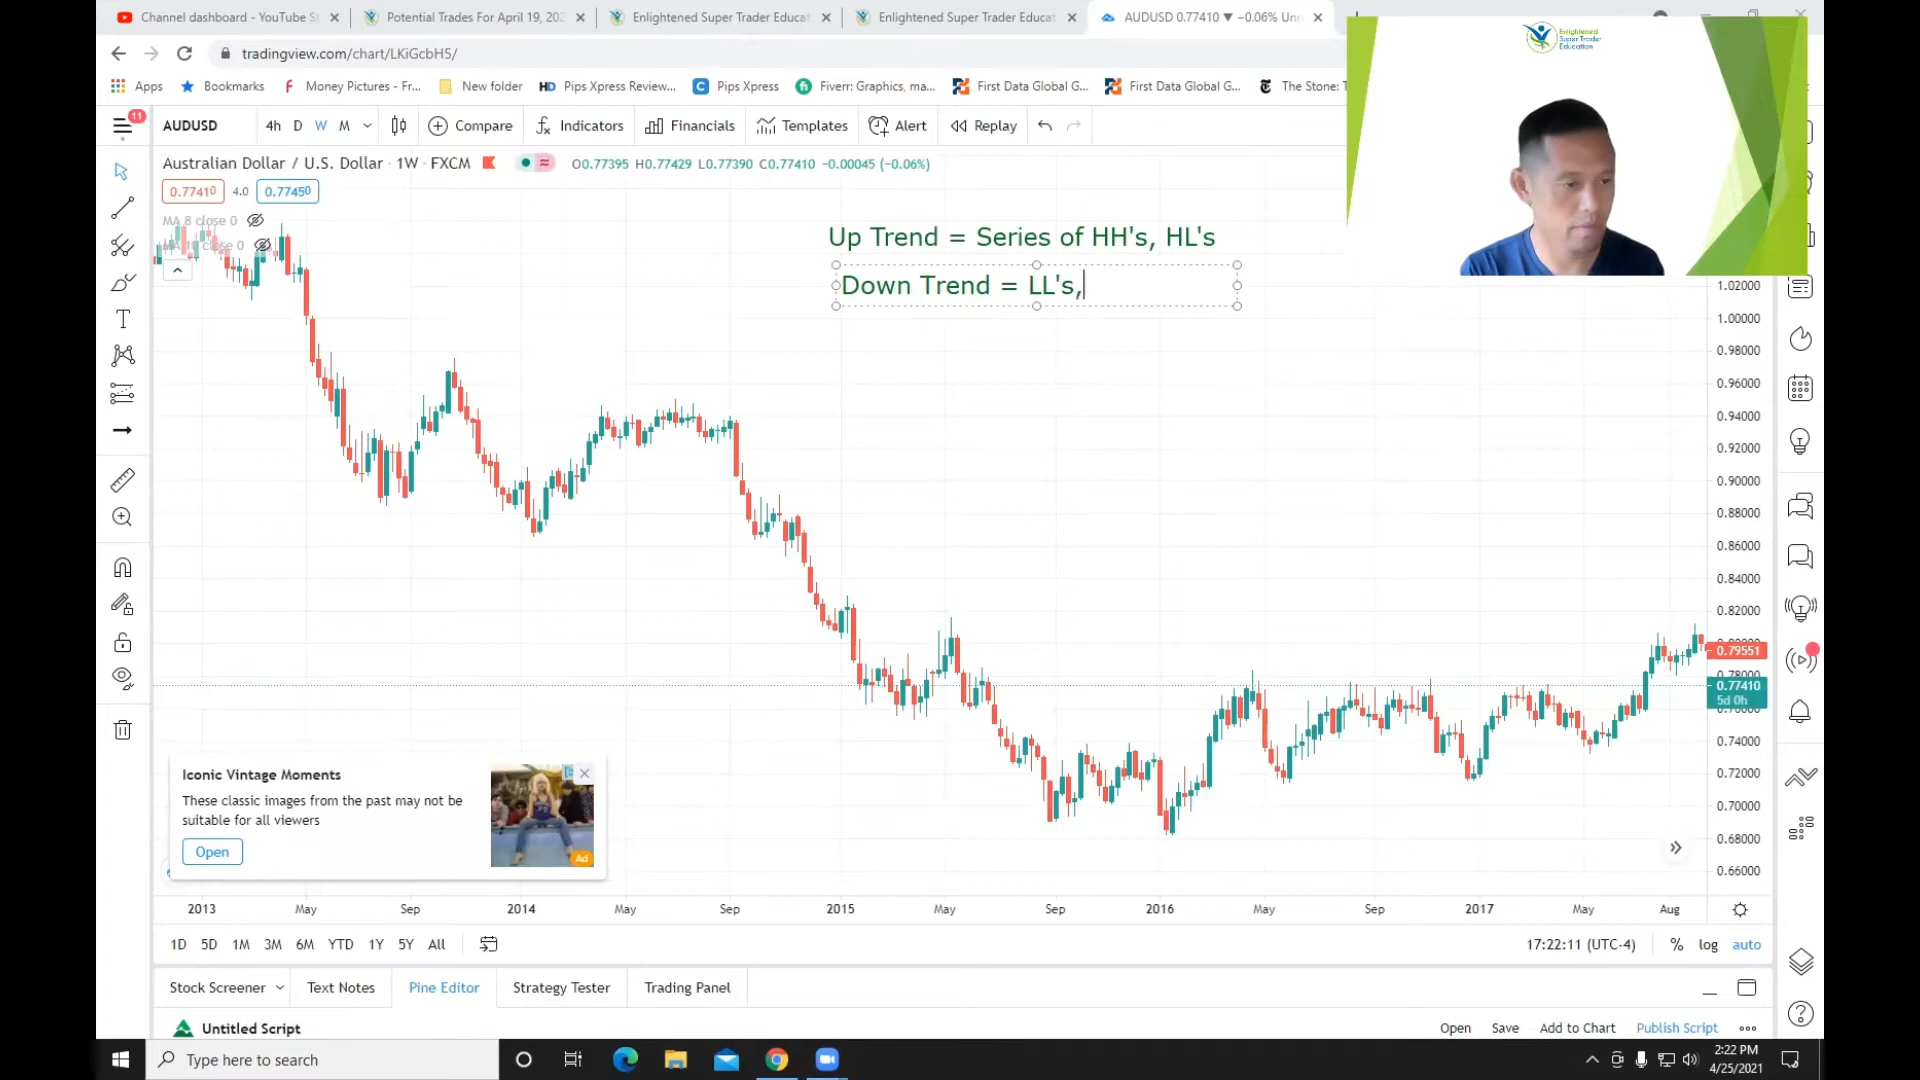 Channel dashboard - YouTube S
Potential Trades For April 19, 202
Enlightened Super Trader Educat
Enlightened Super Trader Educat
AUDUSD 0.77410 ▼ −0.06% Un
tradingview.com/chart/LKiGcbH5/
Apps
Bookmarks
Money Pictures - Fr...
New folder
HD Pips Xpress Review...
Pips Xpress
Fiverr: Graphics, ma...
First Data Global G...
First Data Global G...
The Stone:
Enlightened
Super Trader
Education
11
AUDUSD
4h D W M
Compare
Indicators
Financials
Templates
Alert
Replay
Australian Dollar / U.S. Dollar · 1W · FXCM
O0.77395 H0.77429 L0.77390 C0.77410 −0.00045 (−0.06%)
0.77410 4.0 0.77450
MA 8 close 0
close 0
Up Trend = Series of HH's, HL's
Down Trend = LL's,
1.02000
1.00000
0.98000
0.96000
0.94000
0.92000
0.90000
0.88000
0.86000
0.84000
0.82000
0.79551
0.77410
5d 0h
0.76000
0.74000
0.72000
0.70000
0.68000
0.66000
Iconic Vintage Moments
These classic images from the past may not be
suitable for all viewers
Open
Ad
2013 May Sep 2014 May Sep 2015 May Sep 2016 May Sep 2017 May Aug
1D 5D 1M 3M 6M YTD 1Y 5Y All
17:22:11 (UTC-4) % log auto
Stock Screener Text Notes Pine Editor Strategy Tester Trading Panel
Untitled Script
Open Save Add to Chart Publish Script
Type here to search
2:22 PM
4/25/2021